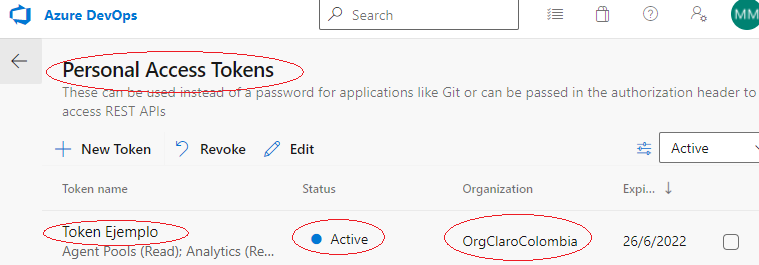 Azure DevOps
Search
MM
Personal Access Tokens
These can be used instead of a password for applications like Git or can be passed in the authorization header to
access REST APIs
New Token Revoke Edit Active
Token name Status Organization Expi...
Token Ejemplo Active OrgClaroColombia 26/6/2022
Agent Pools (Read); Analytics (Re...